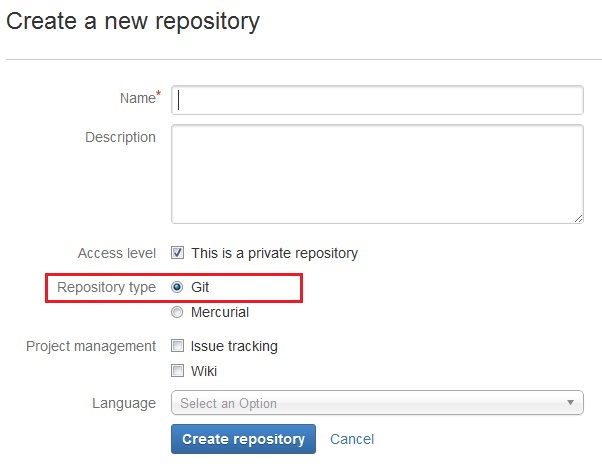 Create a new repository
Name*
Description
Access level This is a private repository
Repository type Git
Mercurial
Project management Issue tracking
Wiki
Language Select an Option
Create repository Cancel